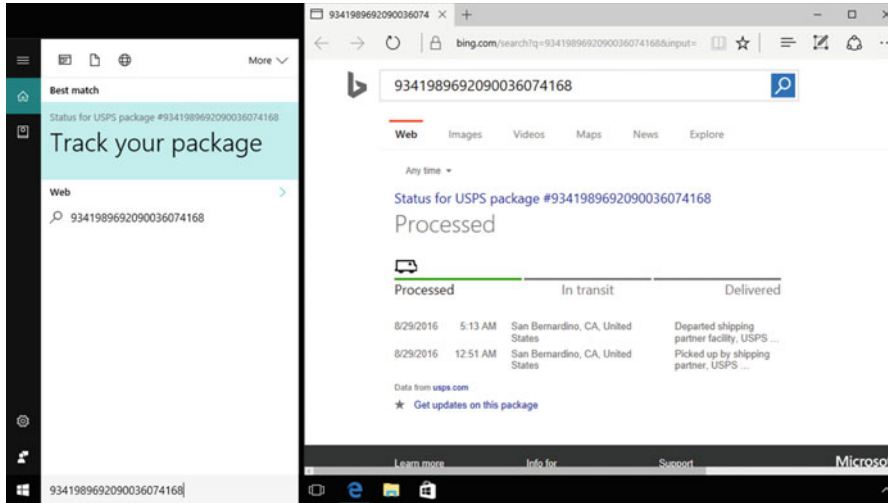 More
Best match
Status for USPS package #9341989692090036074168
Track your package
Web
9341989692090036074168
9341989692090036074168
9341989692090036074
bing.com/search?q=9341989692090036074168&input=
9341989692090036074168
Web Images Videos Maps News Explore
Any time
Status for USPS package #9341989692090036074168
Processed
Processed In transit Delivered
8/29/2016 5:13 AM San Bernardino, CA, United Departed shipping
States partner facility, USPS ...
8/29/2016 12:51 AM San Bernardino, CA, United Picked up by shipping
States partner, USPS ...
Data from usps.com
Get updates on this package
Learn more Info for Support Microso